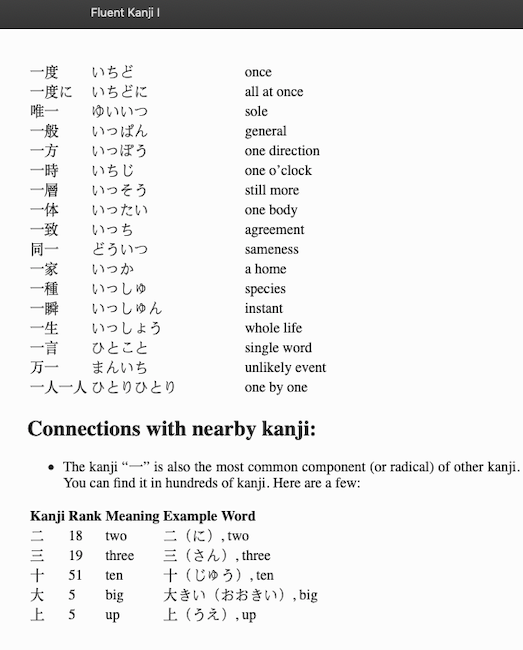 Fluent Kanji I
一度 いちど once
一度に いちどに all at once
唯一 ゆいいつ sole
一般 いっぱん general
一方 いっぽう one direction
一時 いちじ one o’clock
一層 いっそう still more
一体 いったい one body
一致 いっち agreement
同一 どういつ sameness
一家 いっか a home
一種 いっしゅ species
一瞬 いっしゅん instant
一生 いっしょう whole life
一言 ひとこと single word
万一 まんいち unlikely event
一人一人 ひとりひとり one by one
Connections with nearby kanji:
• The kanji “一” is also the most common component (or radical) of other kanji.
You can find it in hundreds of kanji. Here are a few:
Kanji Rank Meaning Example Word
二 18 two 二（に）, two
三 19 three 三（さん）, three
十 51 ten 十（じゅう）, ten
大 5 big 大きい（おおきい）, big
上 5 up 上（うえ）, up